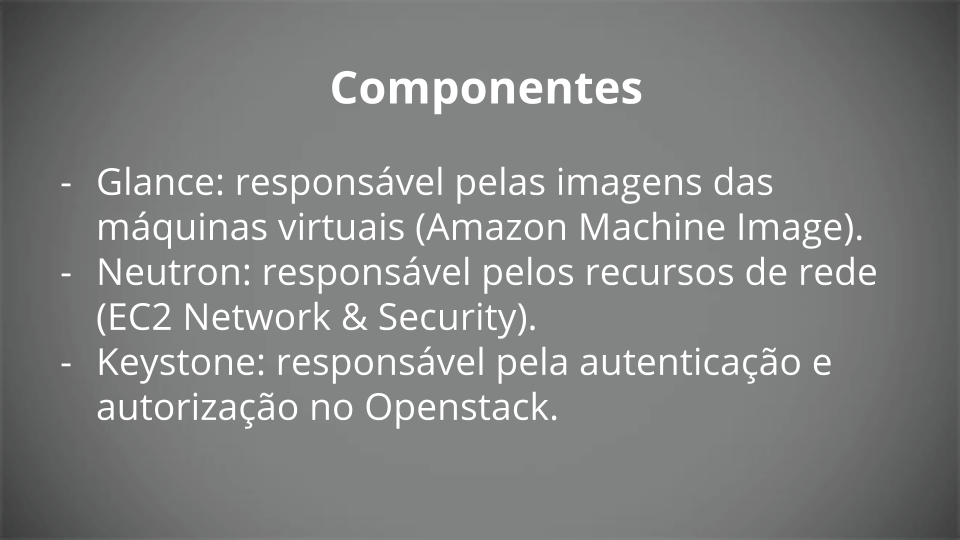 Componentes
- Glance: responsável pelas imagens das
máquinas virtuais (Amazon Machine Image).
- Neutron: responsável pelos recursos de rede
(EC2 Network & Security).
- Keystone: responsável pela autenticação e
autorização no Openstack.